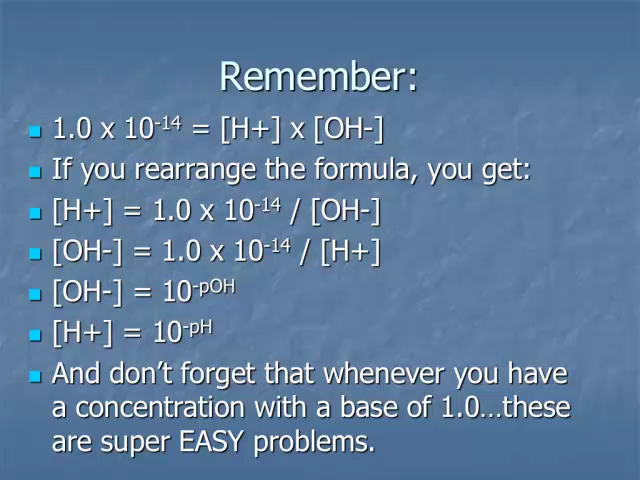 Remember:
1.0 x 10⁻¹⁴ = [H+] x [OH-]
If you rearrange the formula, you get:
[H+] = 1.0 x 10⁻¹⁴ / [OH-]
[OH-] = 1.0 x 10⁻¹⁴ / [H+]
[OH-] = 10^-pOH
[H+] = 10^-pH
And don’t forget that whenever you have
a concentration with a base of 1.0…these
are super EASY problems.